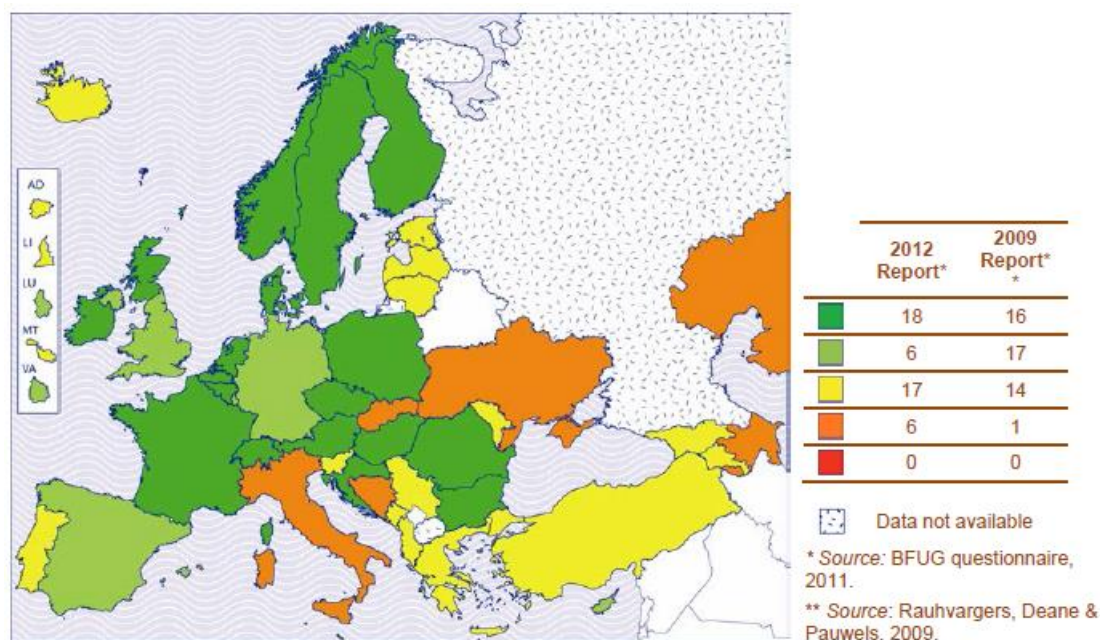 AD
LI
LU
MT
VA
2012 Report* 2009 Report* *
18 16
6 17
17 14
6 1
0 0
Data not available
* Source: BFUG questionnaire,
2011.
** Source: Rauhvargers, Deane &
Pauwels, 2009.